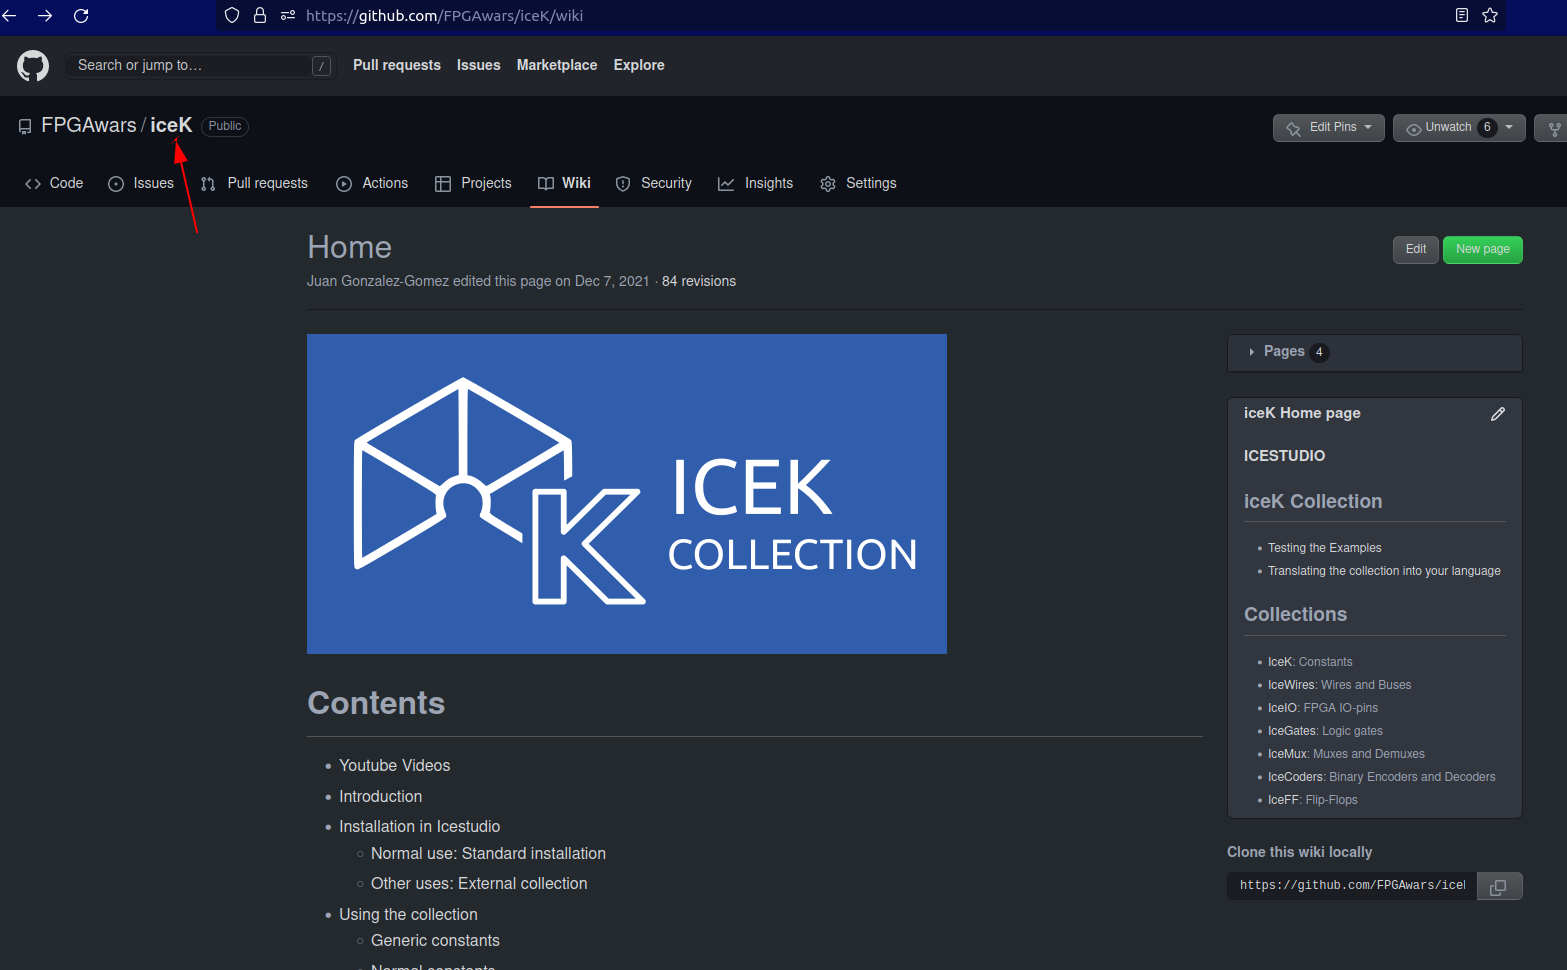 https://github.com/FPGAwars/iceK/wiki
Search or jump to… /
Pull requests Issues Marketplace Explore
FPGAwars / iceK Public
Edit Pins Unwatch 6
Code Issues Pull requests Actions Projects Wiki Security Insights Settings
Home
Edit New page
Juan Gonzalez-Gomez edited this page on Dec 7, 2021 · 84 revisions
ICEK
COLLECTION
K
Contents
Youtube Videos
Introduction
Installation in Icestudio
Normal use: Standard installation
Other uses: External collection
Using the collection
Generic constants
Normal constants
Pages 4
iceK Home page
ICESTUDIO
iceK Collection
Testing the Examples
Translating the collection into your language
Collections
IceK: Constants
IceWires: Wires and Buses
IceIO: FPGA IO-pins
IceGates: Logic gates
IceMux: Muxes and Demuxes
IceCoders: Binary Encoders and Decoders
IceFF: Flip-Flops
Clone this wiki locally
https://github.com/FPGAwars/ice